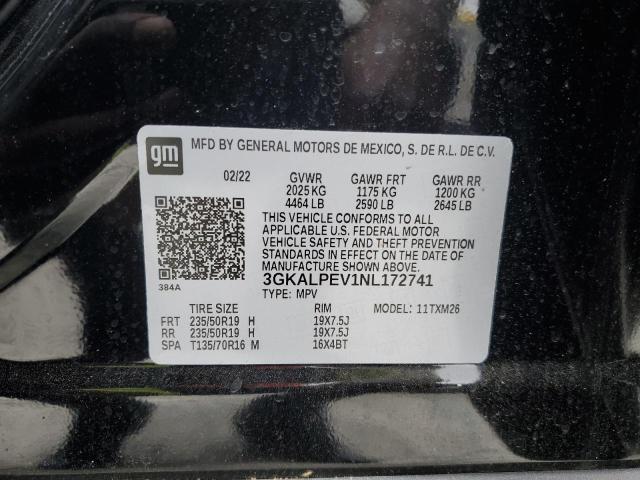 gm
MFD BY GENERAL MOTORS DE MEXICO, S. DE R.L. DE C.V.
02/22 GVWR GAWR FRT GAWR RR
2025 KG 1175 KG 1200 KG
4464 LB 2590 LB 2645 LB
THIS VEHICLE CONFORMS TO ALL
APPLICABLE U.S. FEDERAL MOTOR
VEHICLE SAFETY AND THEFT PREVENTION
STANDARDS IN EFFECT ON THE DATE OF
MANUFACTURE SHOWN ABOVE.
384A 3GKALPEV1NL172741
TYPE: MPV
TIRE SIZE RIM MODEL: 11TXM26
FRT 235/50R19 H 19X7.5J
RR 235/50R19 H 19X7.5J
SPA T135/70R16 M 16X4BT